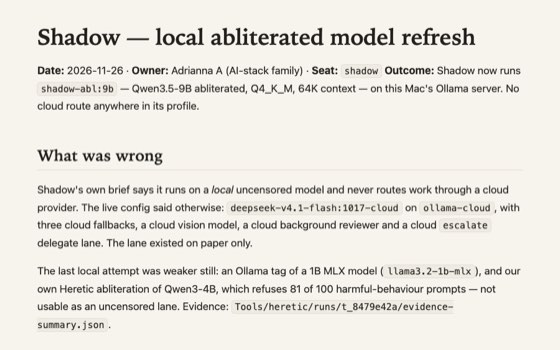 Shadow — local abliterated model refresh
Date: 2026-11-26 · Owner: Adrianna A (AI-stack family) · Seat: shadow Outcome: Shadow now runs
shadow-abl:9b — Qwen3.5-9B abliterated, Q4_K_M, 64K context — on this Mac's Ollama server. No
cloud route anywhere in its profile.
What was wrong
Shadow's own brief says it runs on a local uncensored model and never routes work through a cloud
provider. The live config said otherwise: deepseek-v4.1-flash:1017-cloud on ollama-cloud, with
three cloud fallbacks, a cloud vision model, a cloud background reviewer and a cloud escalate
delegate lane. The lane existed on paper only.
The last local attempt was weaker still: an Ollama tag of a 1B MLX model (llama3.2-1b-mlx), and our
own Heretic abliteration of Qwen3-4B, which refuses 81 of 100 harmful-behaviour prompts — not
usable as an uncensored lane. Evidence: Tools/heretic/runs/t_8479e42a/evidence-
summary.json.